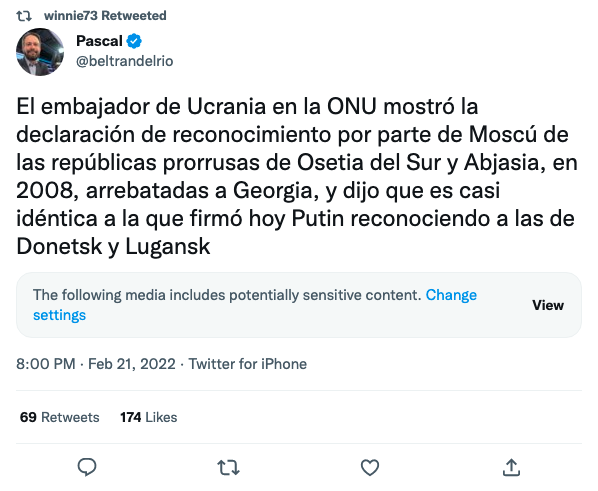 winnie73 Retweeted
Pascal
@beltrandelrio
El embajador de Ucrania en la ONU mostró la
declaración de reconocimiento por parte de Moscú de
las repúblicas prorrusas de Osetia del Sur y Abjasia, en
2008, arrebatadas a Georgia, y dijo que es casi
idéntica a la que firmó hoy Putin reconociendo a las de
Donetsk y Lugansk
The following media includes potentially sensitive content. Change
settings
View
8:00 PM · Feb 21, 2022 · Twitter for iPhone
69 Retweets 174 Likes